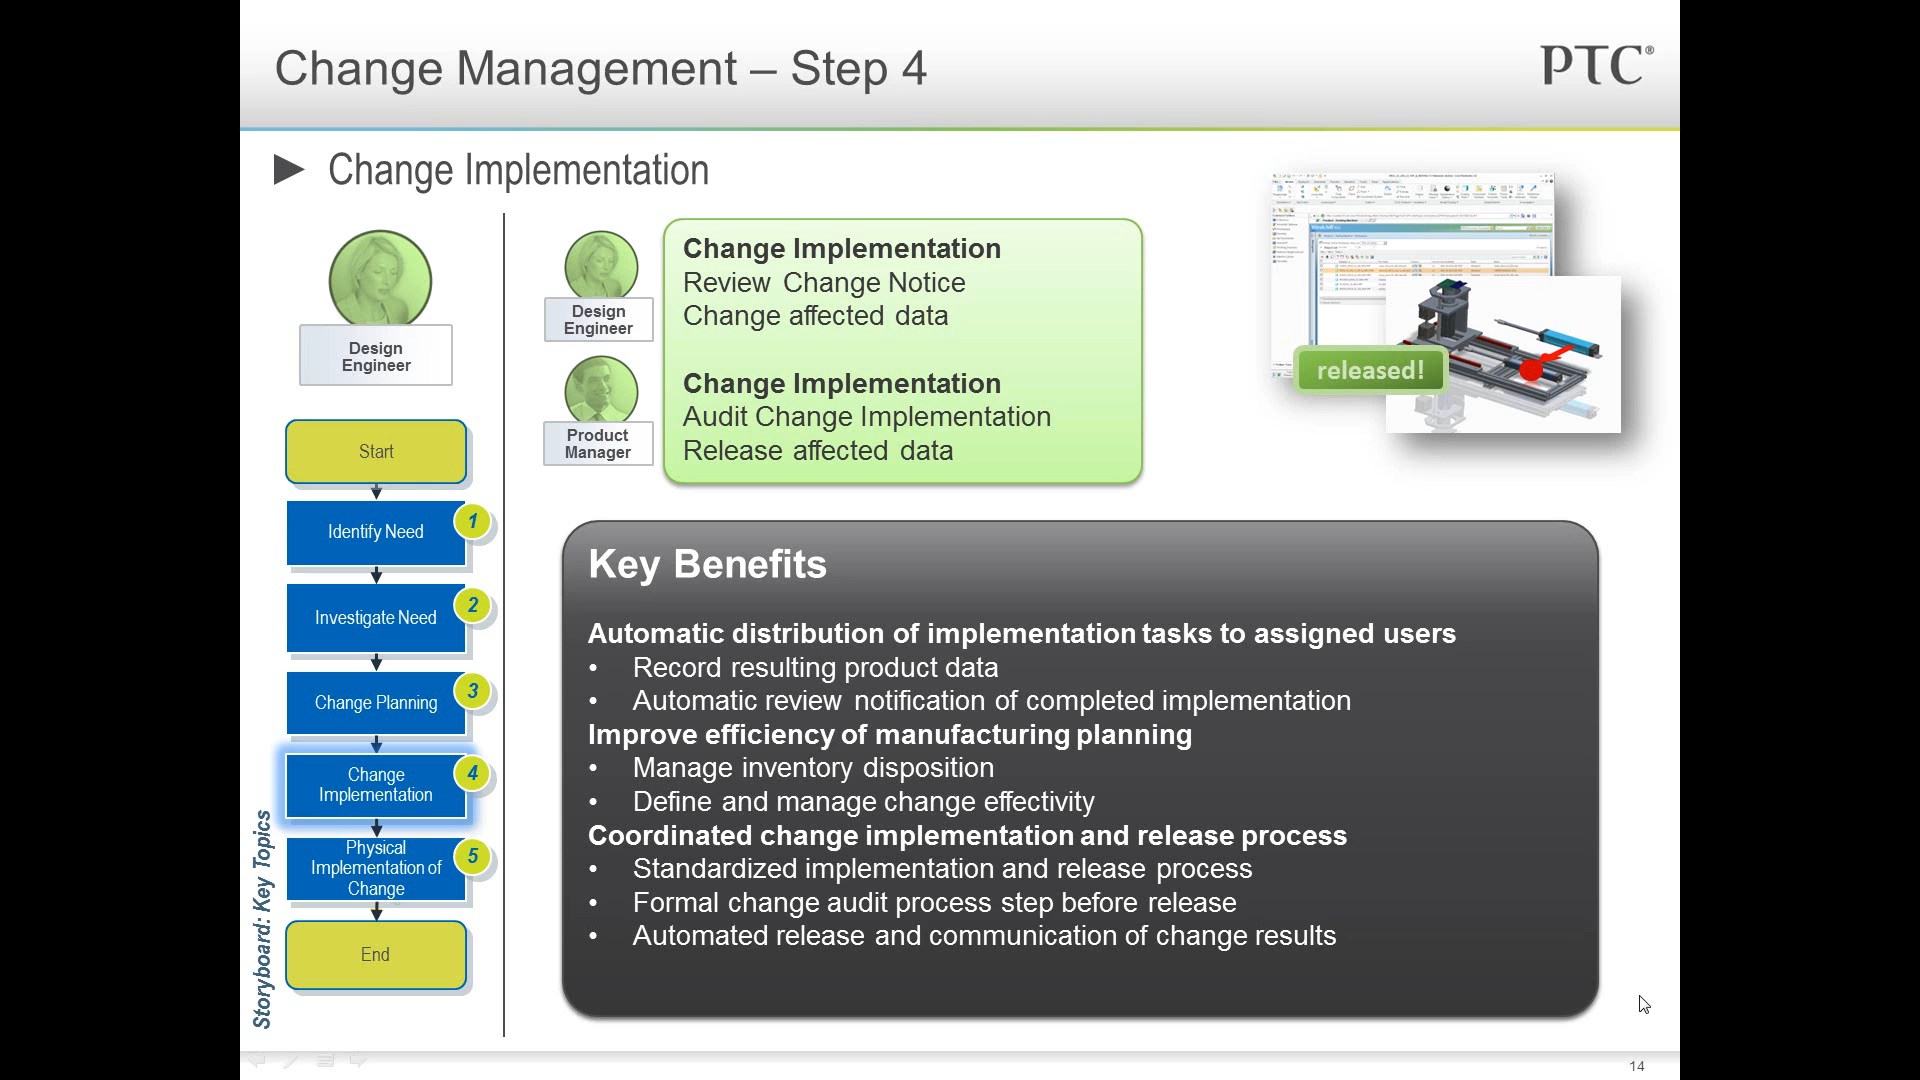 Change Management – Step 4
PTC®
► Change Implementation
Design
Engineer
Start
Identify Need
1
Investigate Need
2
Change Planning
3
Change
Implementation
4
Physical
Implementation of
Change
5
End
Storyboard: Key Topics
Design
Engineer
Product
Manager
Change Implementation
Review Change Notice
Change affected data
Change Implementation
Audit Change Implementation
Release affected data
released!
Key Benefits
Automatic distribution of implementation tasks to assigned users
• Record resulting product data
• Automatic review notification of completed implementation
Improve efficiency of manufacturing planning
• Manage inventory disposition
• Define and manage change effectivity
Coordinated change implementation and release process
• Standardized implementation and release process
• Formal change audit process step before release
• Automated release and communication of change results
14